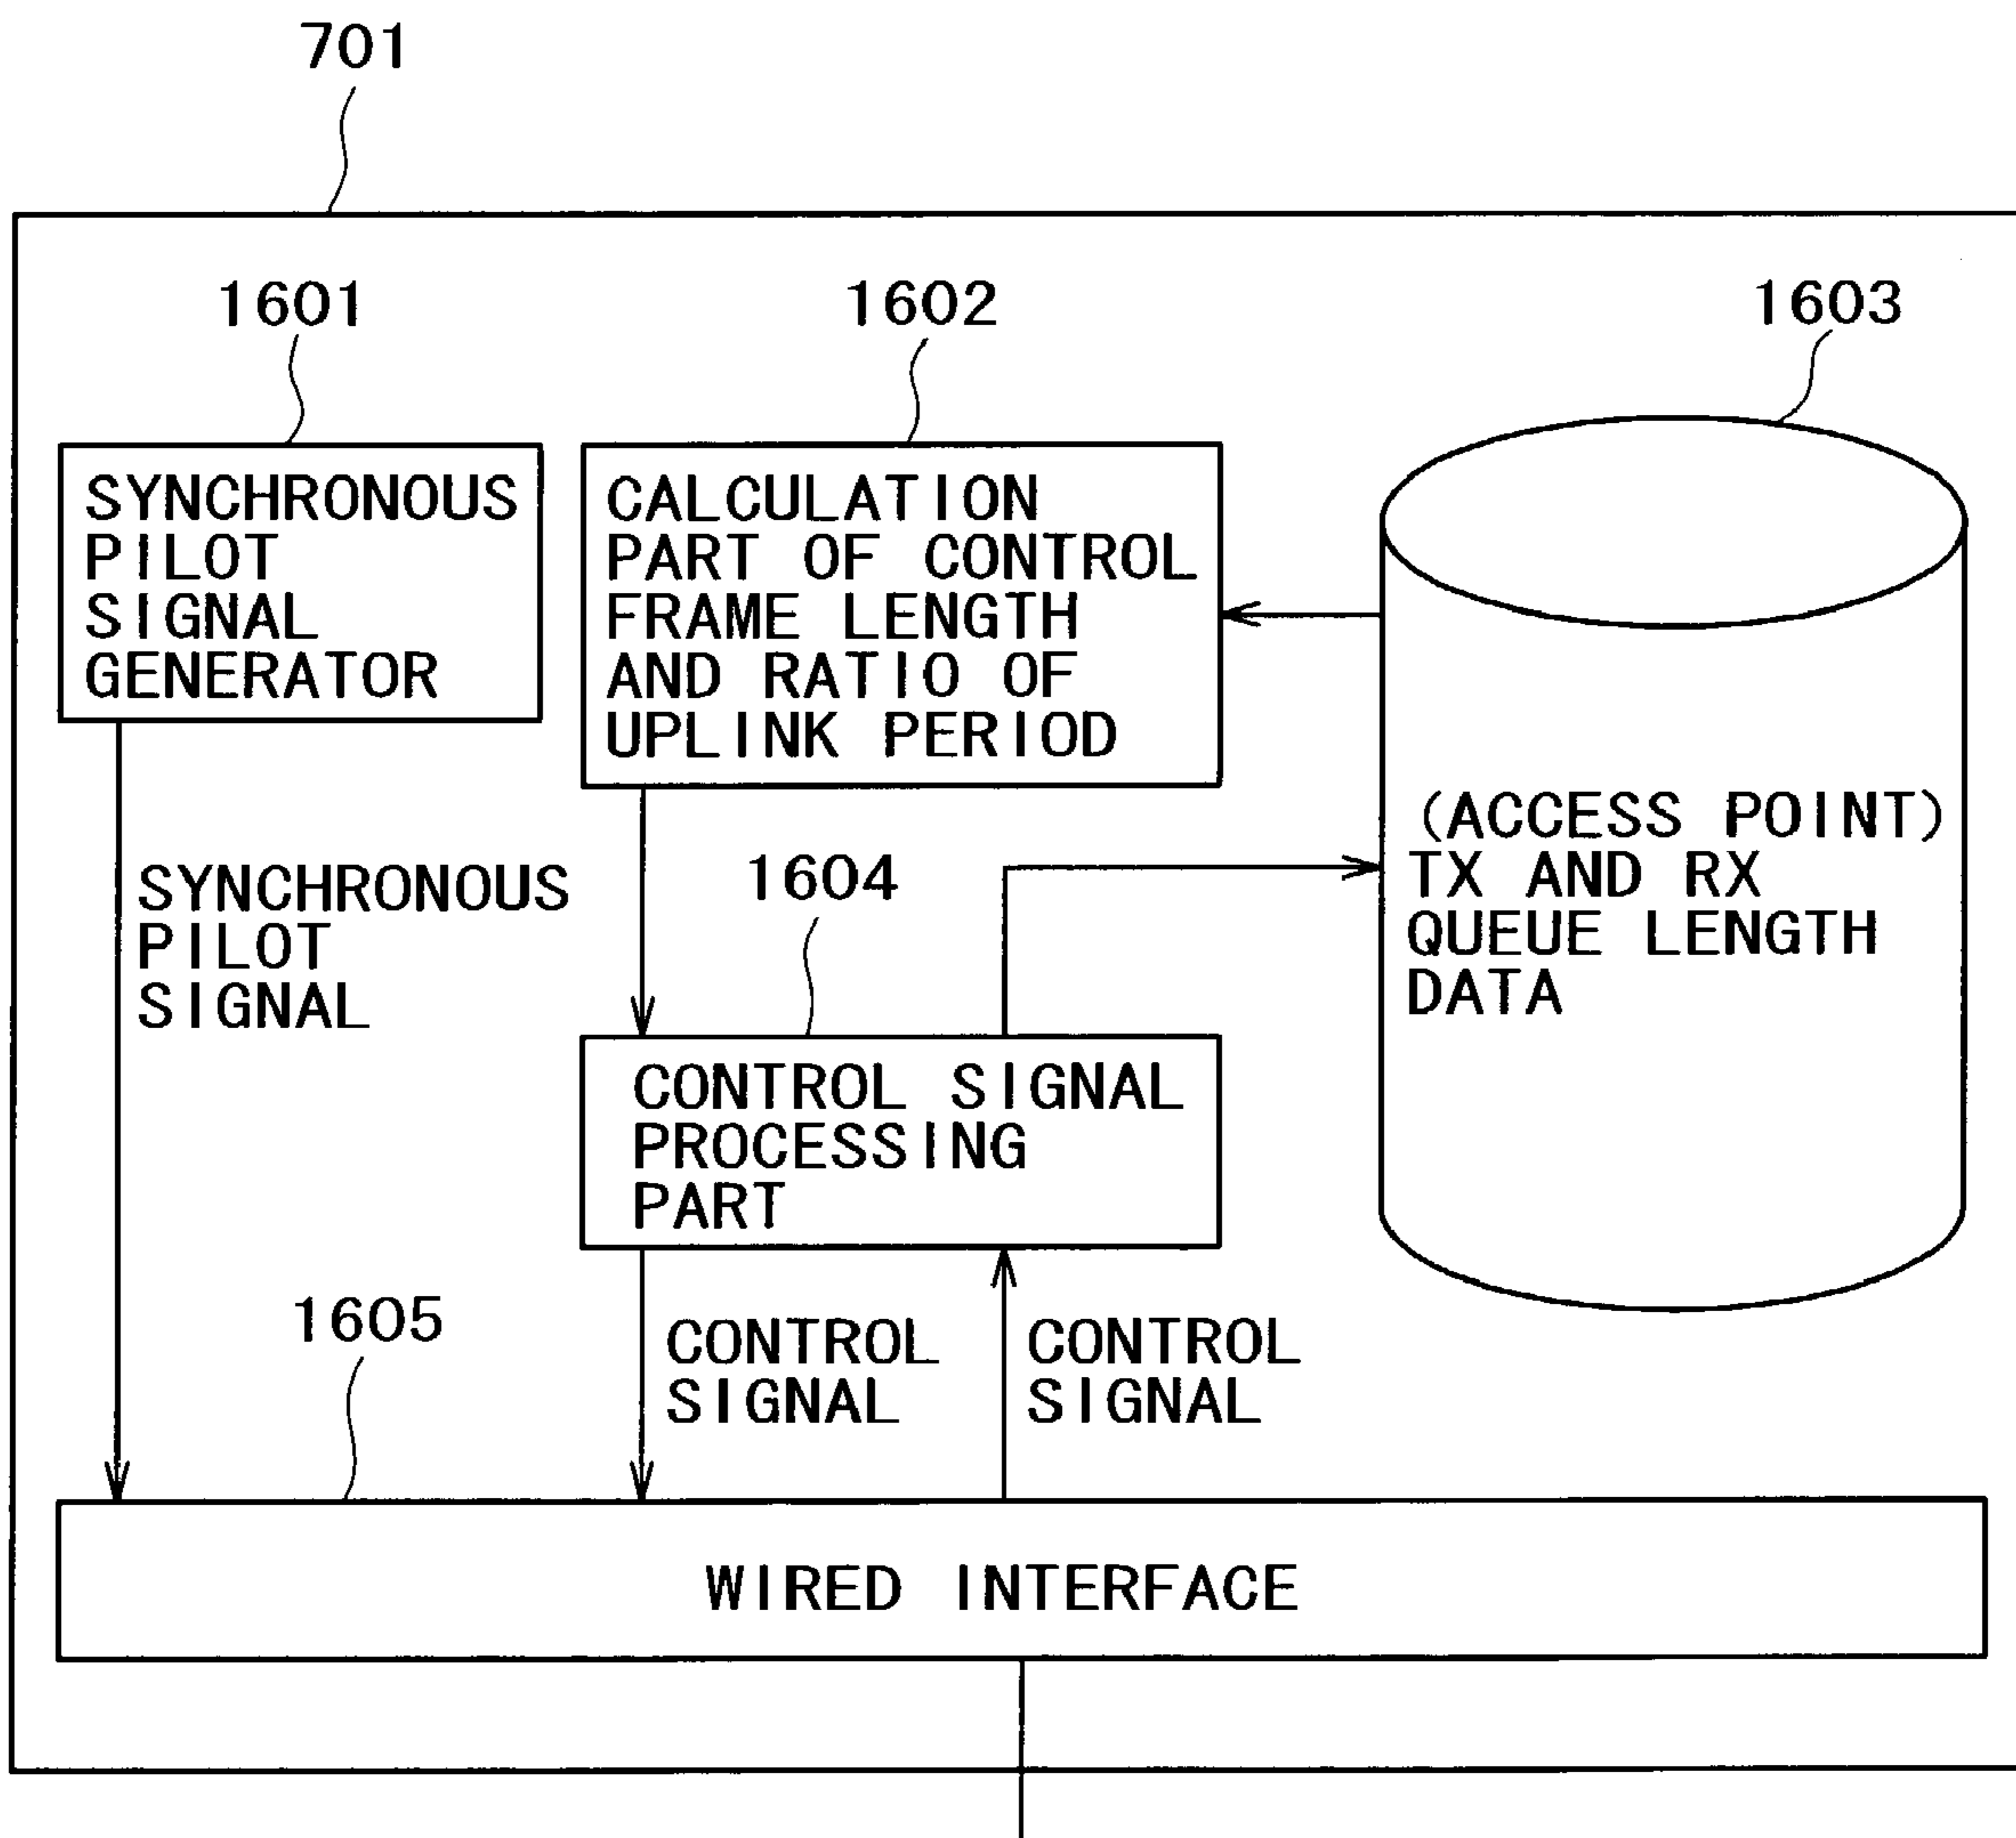 701
1601
1602
1603
SYNCHRONOUS
PILOT
SIGNAL
GENERATOR
CALCULATION
PART OF CONTROL
FRAME LENGTH
AND RATIO OF
UPLINK PERIOD
(ACCESS POINT)
TX AND RX
QUEUE LENGTH
DATA
SYNCHRONOUS
PILOT
SIGNAL
1604
CONTROL SIGNAL
PROCESSING
PART
1605
CONTROL
SIGNAL
CONTROL
SIGNAL
WIRED INTERFACE